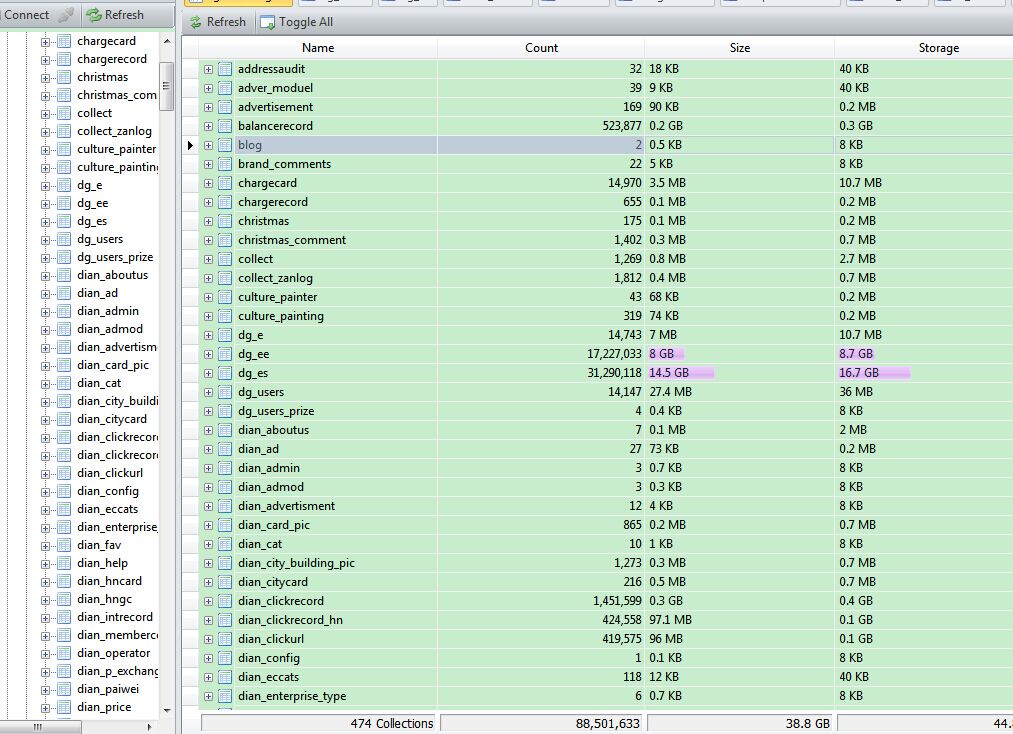 Connect Refresh
chargecard
chargerecord
christmas
christmas_com
collect
collect_zanlog
culture_painter
culture_painting
dg_e
dg_ee
dg_es
dg_users
dg_users_prize
dian_aboutus
dian_ad
dian_admin
dian_admod
dian_advertism
dian_card_pic
dian_cat
dian_city_buildi
dian_citycard
dian_clickrecor
dian_clickrecor
dian_clickurl
dian_config
dian_eccats
dian_enterprise_
dian_fav
dian_help
dian_hncard
dian_hngc
dian_intrecord
dian_memberc
dian_operator
dian_p_exchang
dian_paiwei
dian_price
Refresh Toggle All
Name Count Size Storage
addressaudit 32 18 KB 40 KB
adver_moduel 39 9 KB 40 KB
advertisement 169 90 KB 0.2 MB
balancerecord 523,877 0.2 GB 0.3 GB
blog 2 0.5 KB 8 KB
brand_comments 22 5 KB 8 KB
chargecard 14,970 3.5 MB 10.7 MB
chargerecord 655 0.1 MB 0.2 MB
christmas 175 0.1 MB 0.2 MB
christmas_comment 1,402 0.3 MB 0.7 MB
collect 1,269 0.8 MB 2.7 MB
collect_zanlog 1,812 0.4 MB 0.7 MB
culture_painter 43 68 KB 0.2 MB
culture_painting 319 74 KB 0.2 MB
dg_e 14,743 7 MB 10.7 MB
dg_ee 17,227,033 8 GB 8.7 GB
dg_es 31,290,118 14.5 GB 16.7 GB
dg_users 14,147 27.4 MB 36 MB
dg_users_prize 4 0.4 KB 8 KB
dian_aboutus 7 0.1 MB 2 MB
dian_ad 27 73 KB 0.2 MB
dian_admin 3 0.7 KB 8 KB
dian_admod 3 0.3 KB 8 KB
dian_advertisment 12 4 KB 8 KB
dian_card_pic 865 0.2 MB 0.7 MB
dian_cat 10 1 KB 8 KB
dian_city_building_pic 1,273 0.3 MB 0.7 MB
dian_citycard 216 0.5 MB 0.7 MB
dian_clickrecord 1,451,599 0.3 GB 0.4 GB
dian_clickrecord_hn 424,558 97.1 MB 0.1 GB
dian_clickurl 419,575 96 MB 0.1 GB
dian_config 1 0.1 KB 8 KB
dian_eccats 118 12 KB 40 KB
dian_enterprise_type 6 0.7 KB 8 KB
474 Collections 88,501,633 38.8 GB 44.